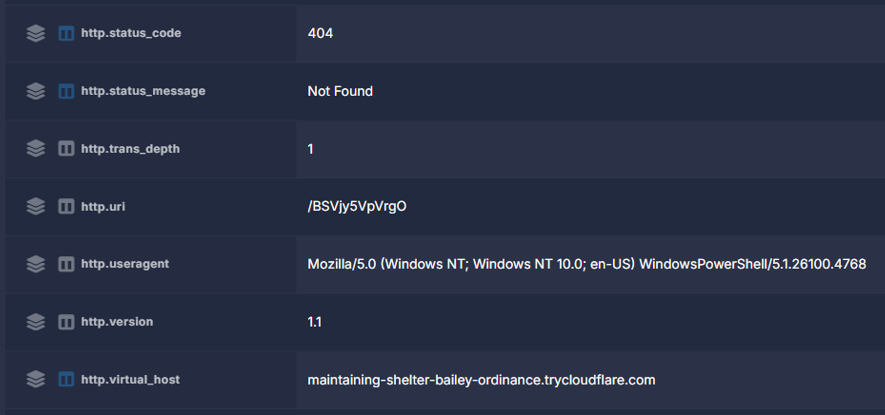 http.status_code 404
http.status_message Not Found
http.trans_depth 1
http.uri /BSVjy5VpVrgO
http.useragent Mozilla/5.0 (Windows NT; Windows NT 10.0; en-US) WindowsPowerShell/5.1.26100.4768
http.version 1.1
http.virtual_host maintaining-shelter-bailey-ordinance.trycloudflare.com